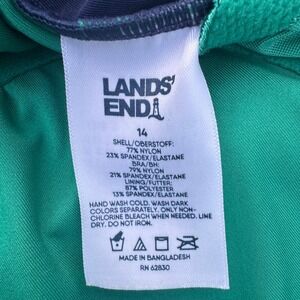 LANDS'
END
14
SHELL/OBERSTOFF:
77% NYLON
23% SPANDEX/ELASTANE
BRA/BH:
79% NYLON
21% SPANDEX/ELASTANE
LINING/FUTTER:
87% POLYESTER
13% SPANDEX/ELASTANE
HAND WASH COLD. WASH DARK
COLORS SEPARATELY. ONLY NON-
CHLORINE BLEACH WHEN NEEDED. LINE
DRY. DO NOT IRON.
MADE IN BANGLADESH
RN 62830